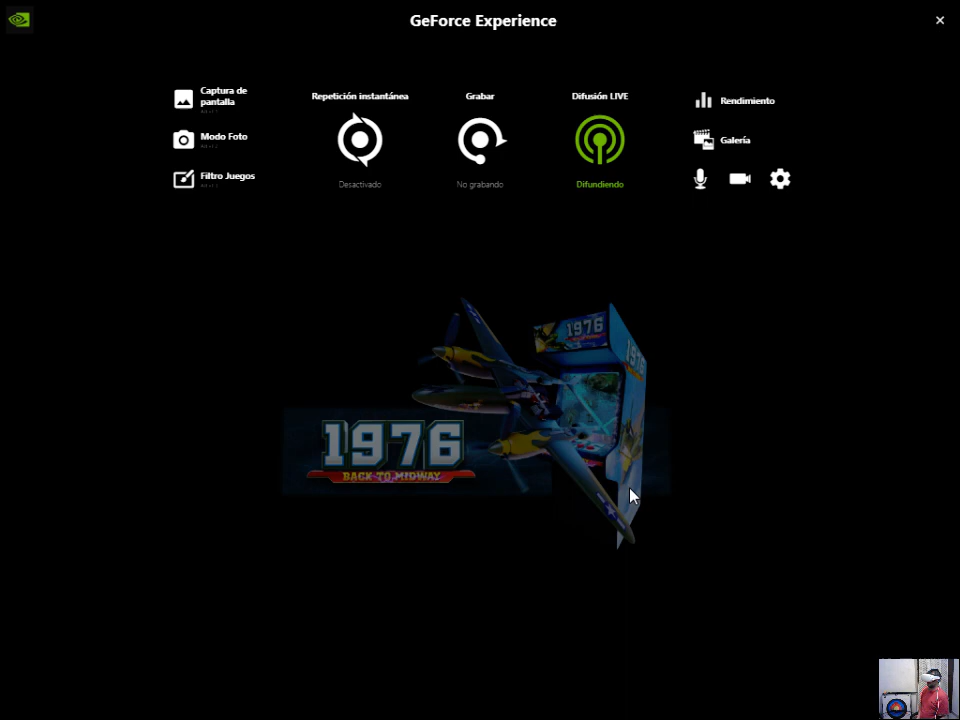 GeForce Experience
Captura de
pantalla
Modo Foto
Filtro Juegos
Repetición instantánea
Desactivado
Grabar
No grabando
Difusión LIVE
Difundiendo
Rendimiento
Galería
1976
1976
1976
BACK TO MIDWAY